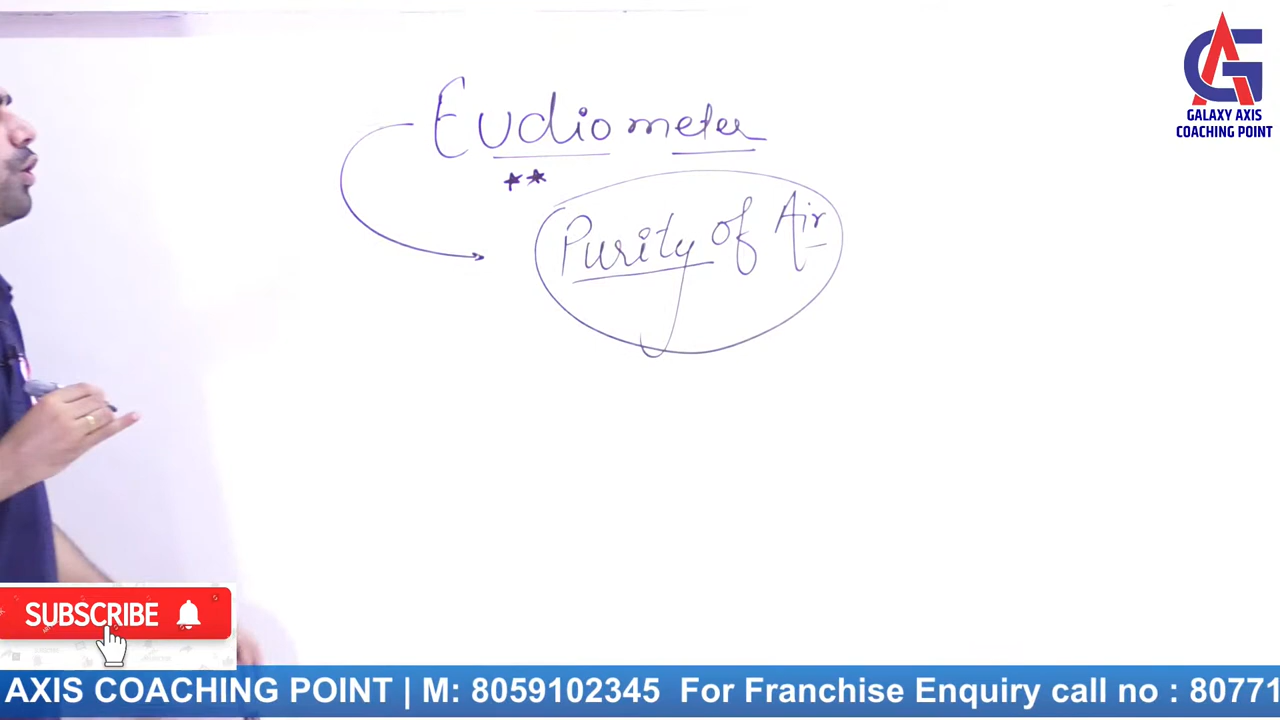 GALAXY AXIS
COACHING POINT
Eudiometer
**
Purity of Air
SUBSCRIBE
AXIS COACHING POINT | M: 8059102345 For Franchise Enquiry call no : 80771